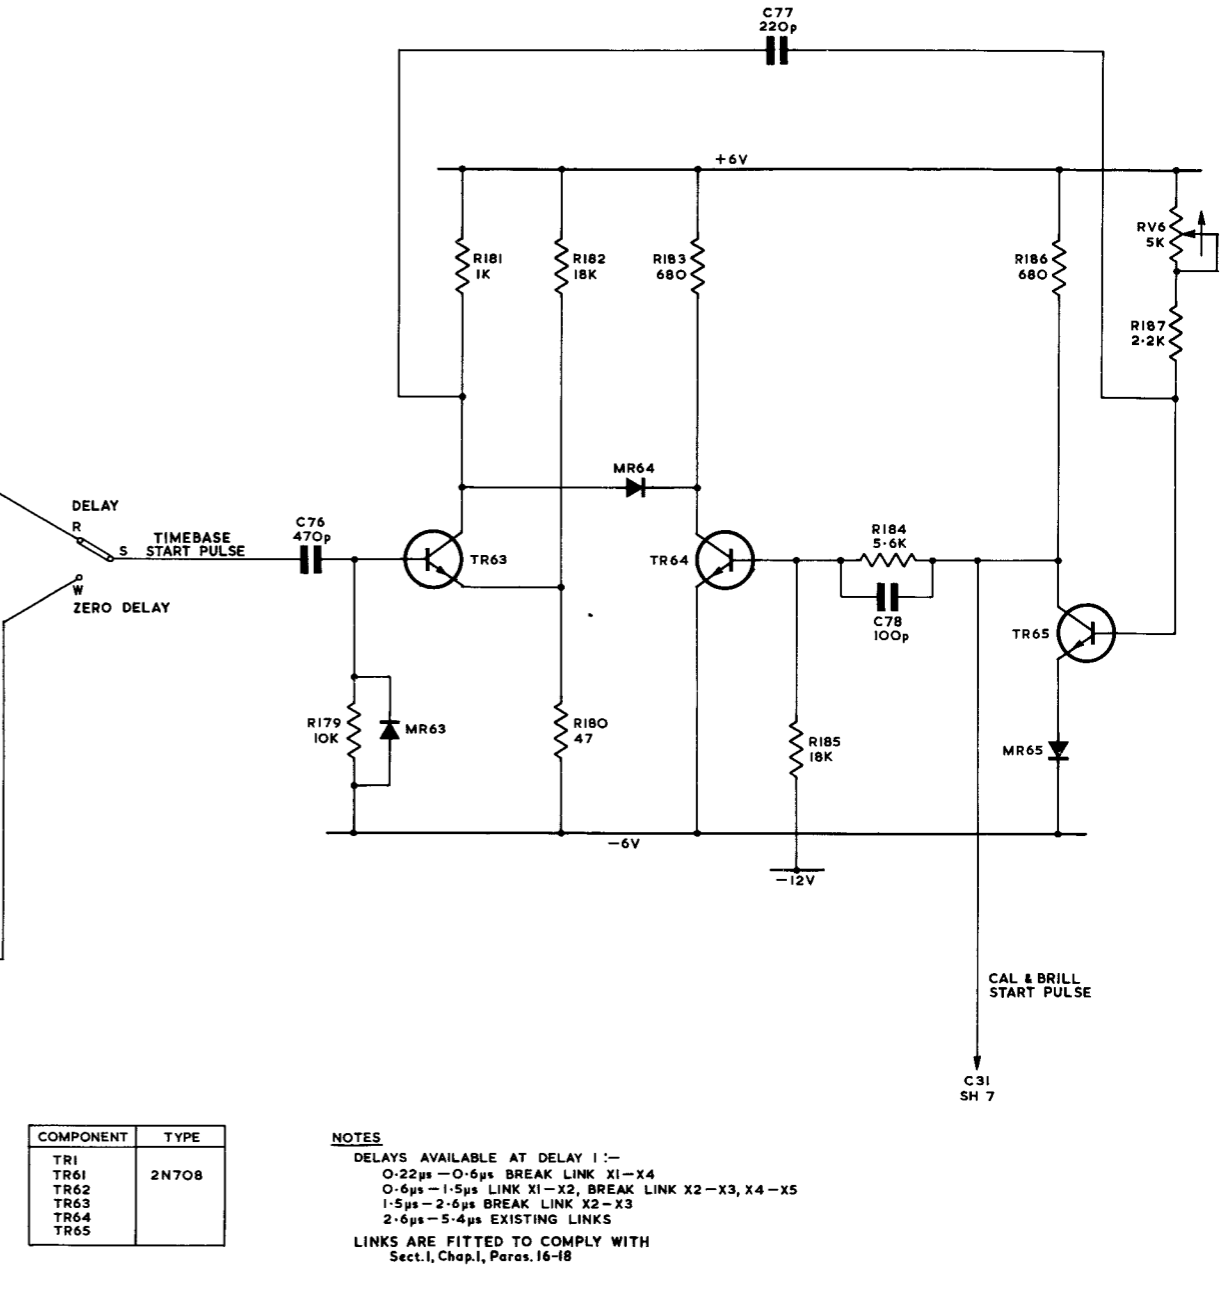 C77
220p
+6V
R181
1K
R182
18K
R183
680
R186
680
RV6
5K
R187
2·2K
MR64
DELAY
R
S
TIMEBASE
START PULSE
W
ZERO DELAY
C76
470p
TR63
TR64
R184
5·6K
C78
100p
TR65
R179
10K
MR63
R180
47
R185
18K
MR65
−6V
−12V
CAL & BRILL
START PULSE
C31
SH 7
COMPONENT TYPE
TR1
TR61 2N708
TR62
TR63
TR64
TR65
NOTES
DELAYS AVAILABLE AT DELAY 1 :−
0·22µs − 0·6µs BREAK LINK X1−X4
0·6µs − 1·5µs LINK X1−X2, BREAK LINK X2−X3, X4−X5
1·5µs − 2·6µs BREAK LINK X2−X3
2·6µs − 5·4µs EXISTING LINKS
LINKS ARE FITTED TO COMPLY WITH
Sect.1, Chap.1, Paras. 16-18